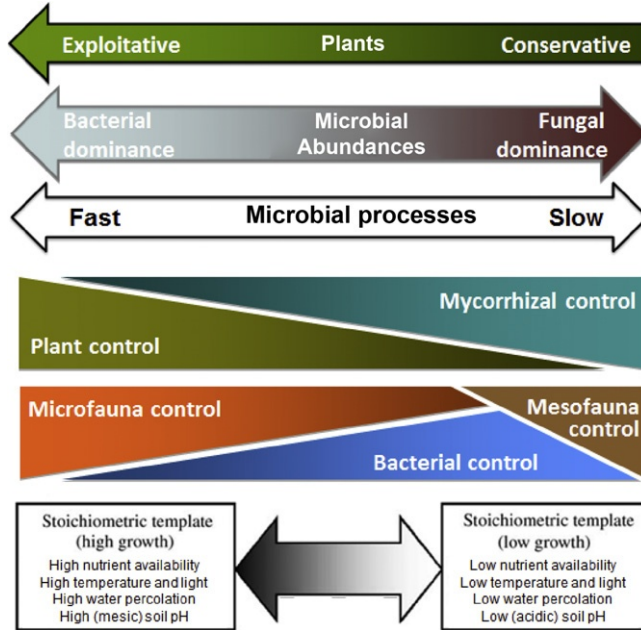 Exploitative Plants Conservative
Bacterial dominance Microbial Abundances Fungal dominance
Fast Microbial processes Slow
Mycorrhizal control
Plant control
Microfauna control
Mesofauna control
Bacterial control
Stoichiometric template
(high growth)
High nutrient availability
High temperature and light
High water percolation
High (mesic) soil pH
Stoichiometric template
(low growth)
Low nutrient availability
Low temperature and light
Low water percolation
Low (acidic) soil pH